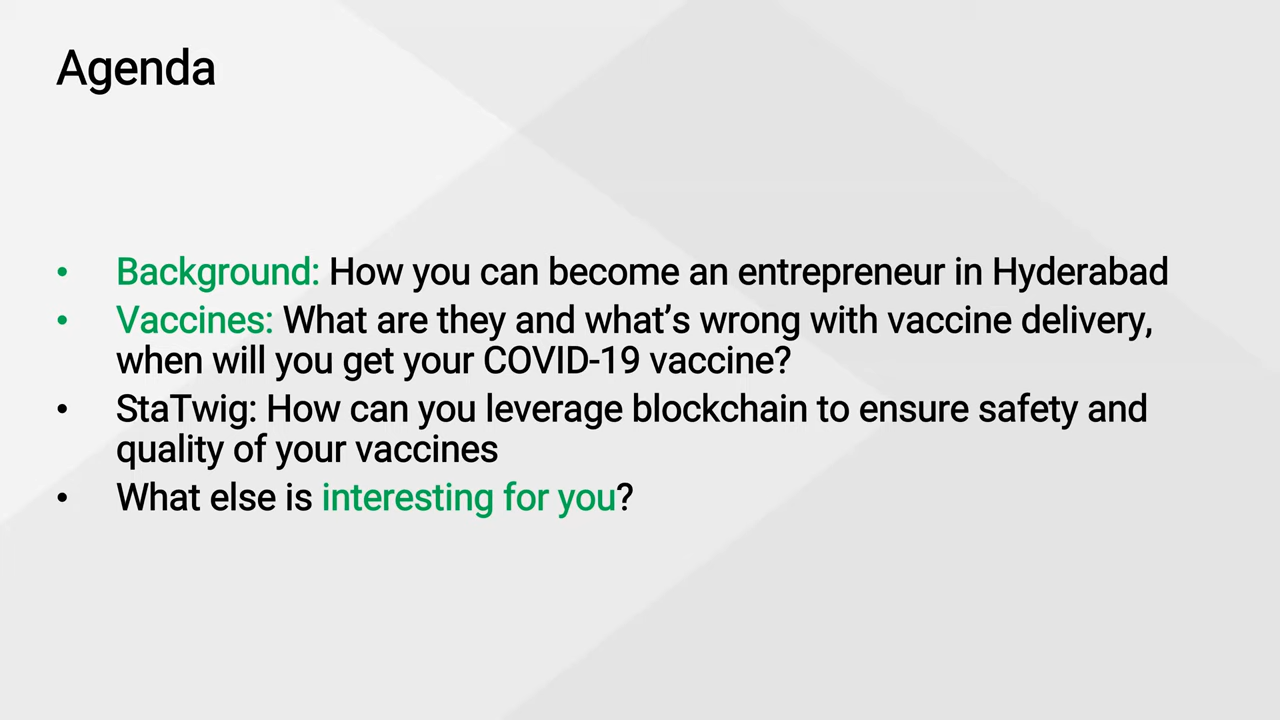 Agenda
• Background: How you can become an entrepreneur in Hyderabad
• Vaccines: What are they and what’s wrong with vaccine delivery,
when will you get your COVID-19 vaccine?
• StaTwig: How can you leverage blockchain to ensure safety and
quality of your vaccines
• What else is interesting for you?